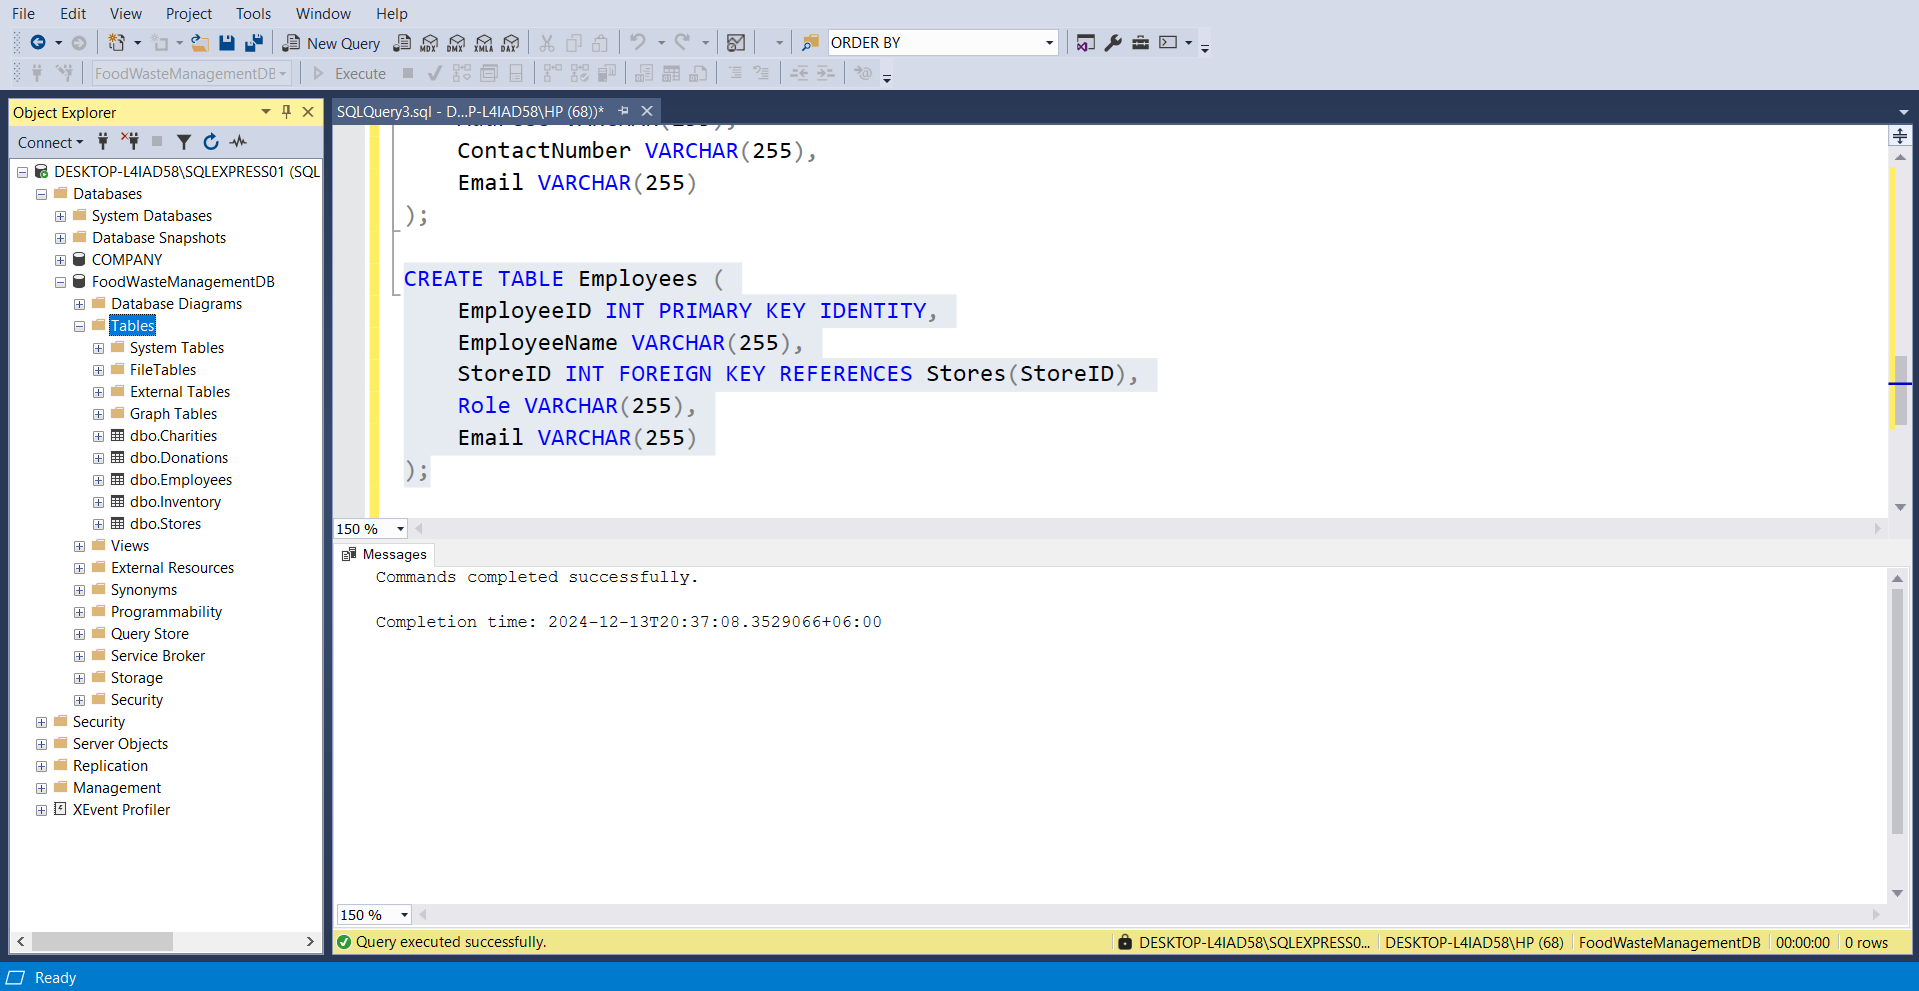 File Edit View Project Tools Window Help
New Query MDX DMX XMLA DAX ORDER BY
FoodWasteManagementDB Execute
Object Explorer
Connect
DESKTOP-L4IAD58\SQLEXPRESS01 (SQL
Databases
System Databases
Database Snapshots
COMPANY
FoodWasteManagementDB
Database Diagrams
Tables
System Tables
FileTables
External Tables
Graph Tables
dbo.Charities
dbo.Donations
dbo.Employees
dbo.Inventory
dbo.Stores
Views
External Resources
Synonyms
Programmability
Query Store
Service Broker
Storage
Security
Security
Server Objects
Replication
Management
XEvent Profiler
SQLQuery3.sql - D...P-L4IAD58\HP (68))*
ContactNumber VARCHAR(255),
Email VARCHAR(255)
);
CREATE TABLE Employees (
EmployeeID INT PRIMARY KEY IDENTITY,
EmployeeName VARCHAR(255),
StoreID INT FOREIGN KEY REFERENCES Stores(StoreID),
Role VARCHAR(255),
Email VARCHAR(255)
);
150 %
Messages
Commands completed successfully.
Completion time: 2024-12-13T20:37:08.3529066+06:00
150 %
Query executed successfully. DESKTOP-L4IAD58\SQLEXPRESS0... DESKTOP-L4IAD58\HP (68) FoodWasteManagementDB 00:00:00 0 rows
Ready